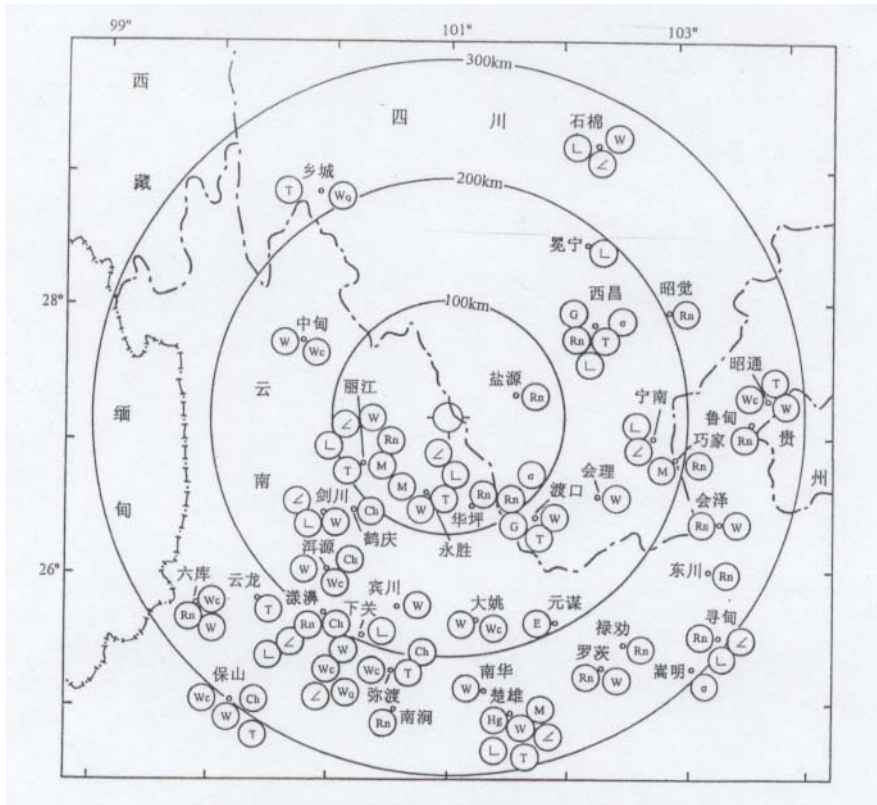 99°
101°
103°
300km
西
四
川
石棉
W
∟
∠
藏
乡城
T
Wq
200km
冕宁
∟
28°
100km
西昌
昭觉
G
σ
Rn
Rn
T
∟
中甸
W
Wc
丽江
盐源
Rn
昭通
T
Wc
W
宁南
鲁甸
Rn
贵
云
缅
∠
W
∟
Rn
T
M
∠
∟
∟
∠
巧家
M
Rn
州
南
甸
M
W
T
永胜
Rn
华坪
σ
Rn
渡口
G
W
T
会理
W
会泽
Rn
W
∠
剑川
∟
W
Ch
鹤庆
26°
洱源
Ch
W
Wc
东川
Rn
六库
Wc
Rn
W
云龙
T
漾濞
Rn
Ch
∟
∠
下关
∟
W
Wc
∠
Wq
宾川
W
大姚
W
Wc
元谋
E
禄劝
Rn
寻甸
Rn
∠
∟
罗茨
Rn
W
嵩明
σ
保山
Wc
Ch
W
T
Ch
Wc
T
弥渡
南涧
Rn
南华
W
楚雄
M
Hg
W
∠
∟
T